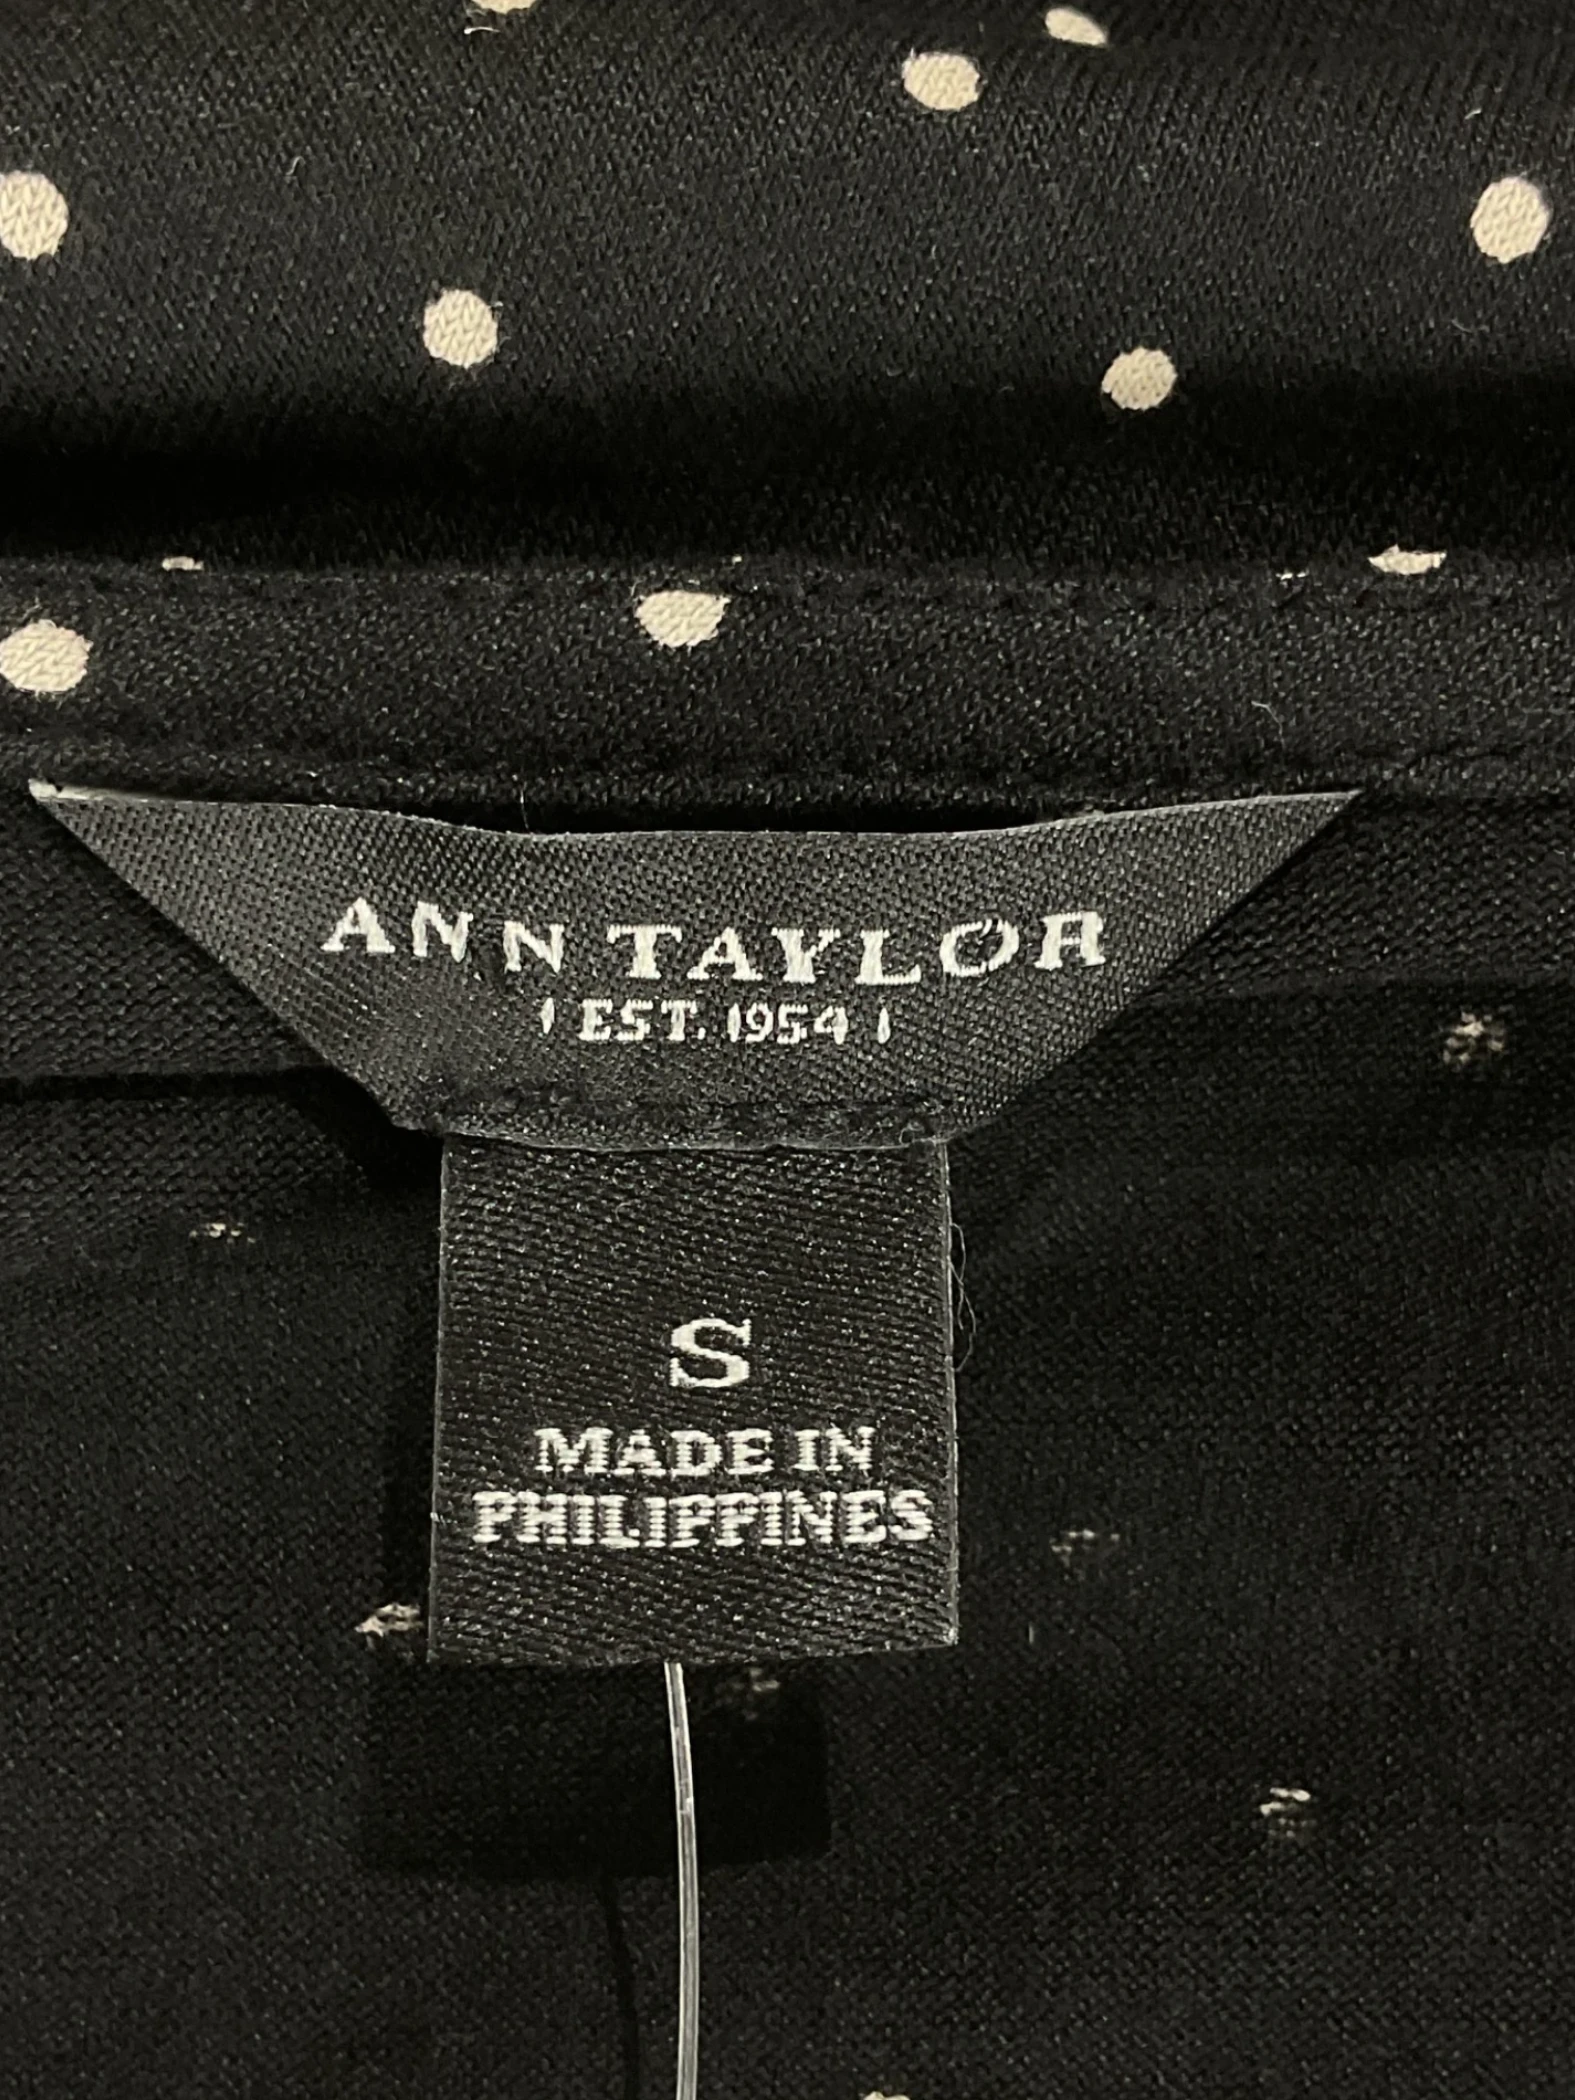 ANN TAYLOR
| EST. 1954 |
S
MADE IN
PHILIPPINES